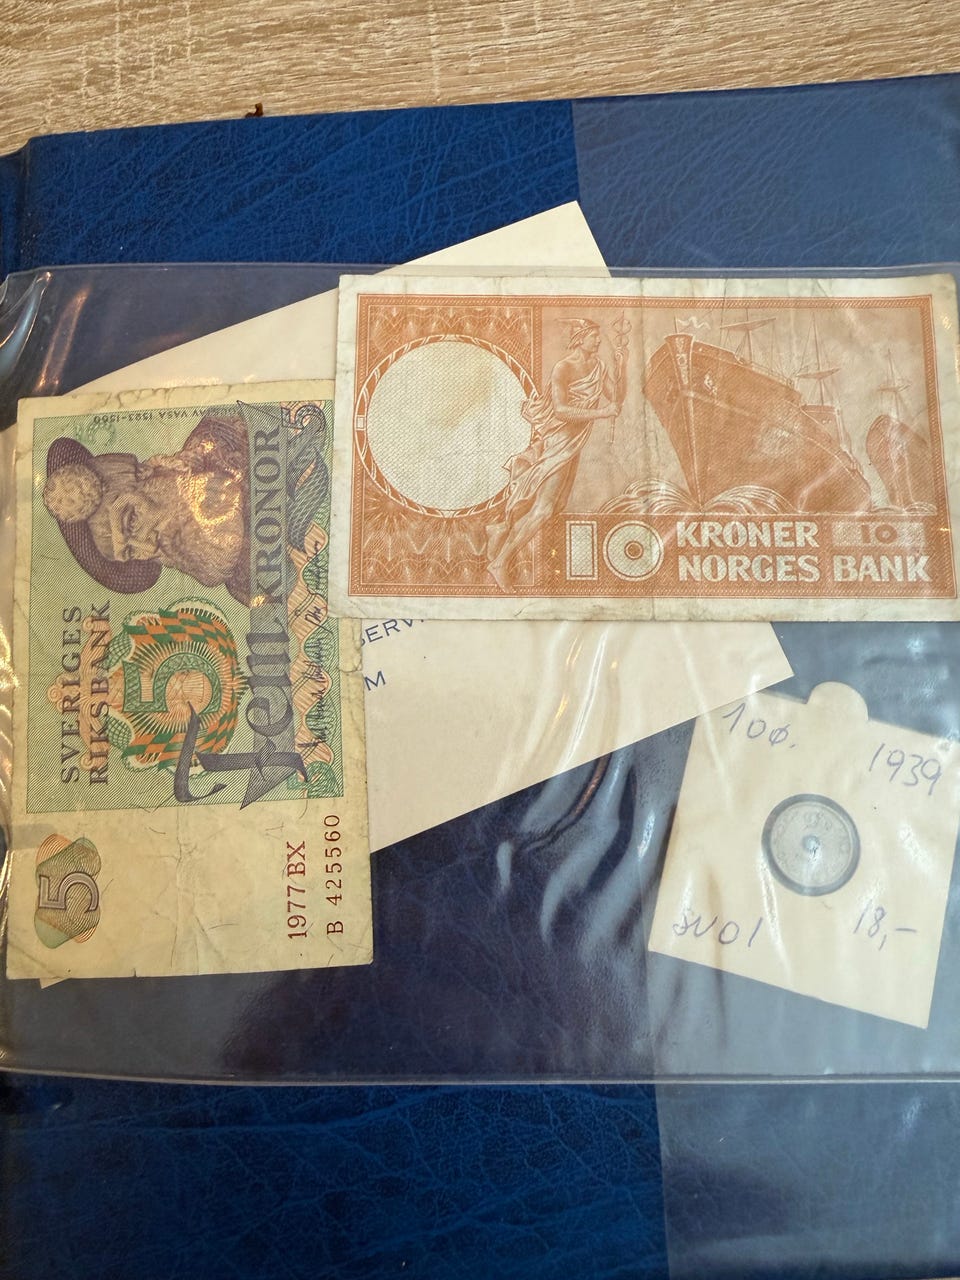 GUSTAV VASA 1523-1560
5
SVERIGES
RIKSBANK
5
fem KRONOR
5
1977 BX
B 425560
10 KRONER 10
NORGES BANK
SERV
M
10ø.
1939
18,-